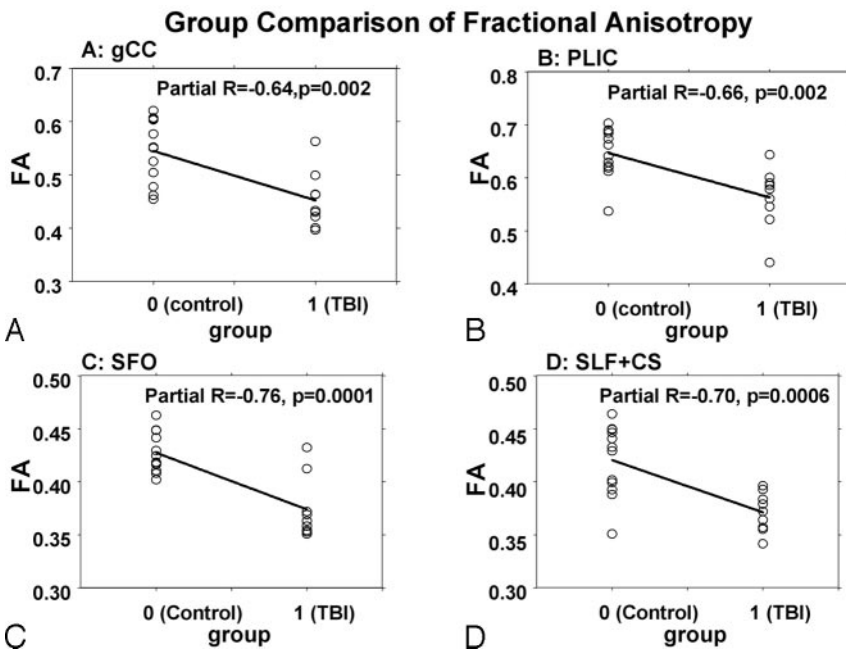 Group Comparison of Fractional Anisotropy
A: gCC
Partial R=-0.64,p=0.002
0.7
0.6
0.5
0.4
0.3
FA
0 (control) 1 (TBI)
group
A
B: PLIC
Partial R=-0.66, p=0.002
0.8
0.7
0.6
0.5
0.4
FA
0 (control) 1 (TBI)
group
B
C: SFO
Partial R=-0.76, p=0.0001
0.50
0.45
0.40
0.35
0.30
FA
0 (Control) 1 (TBI)
group
C
D: SLF+CS
Partial R=-0.70, p=0.0006
0.50
0.45
0.40
0.35
0.30
FA
0 (Control) 1 (TBI)
group
D